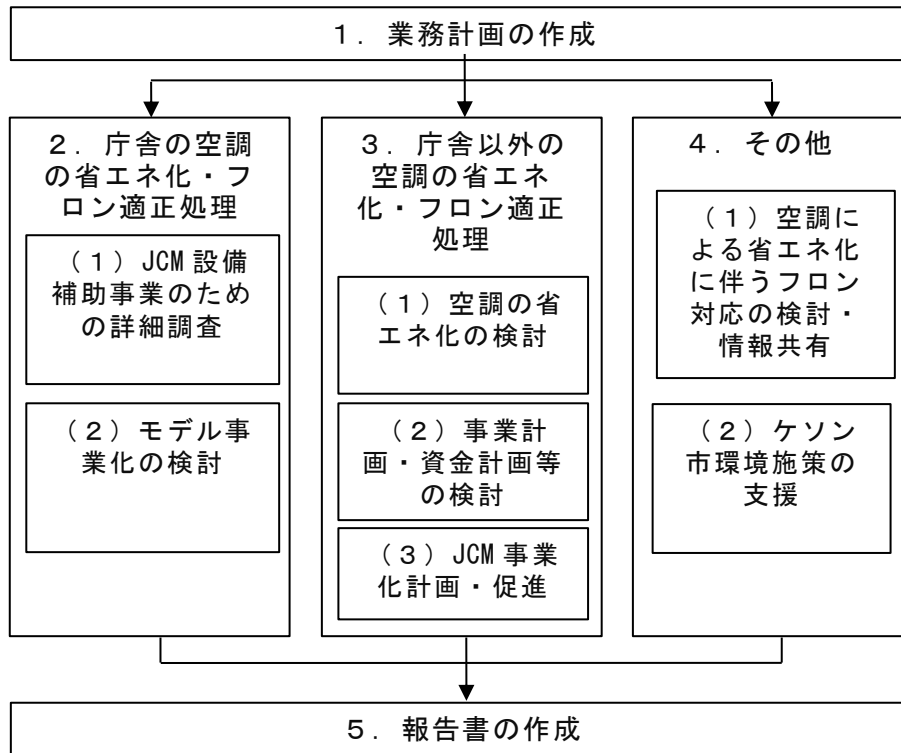 １．業務計画の作成
２．庁舎の空調
の省エネ化・フ
ロン適正処理
（１）JCM設備
補助事業のため
の詳細調査
（２）モデル事
業化の検討
３．庁舎以外の
空調の省エネ
化・フロン適正
処理
（１）空調の省
エネ化の検討
（２）事業計
画・資金計画等
の検討
（３）JCM事業
化計画・促進
４．その他
（１）空調に
よる省エネ化
に伴うフロン
対応の検討・
情報共有
（２）ケソン
市環境施策の
支援
５．報告書の作成